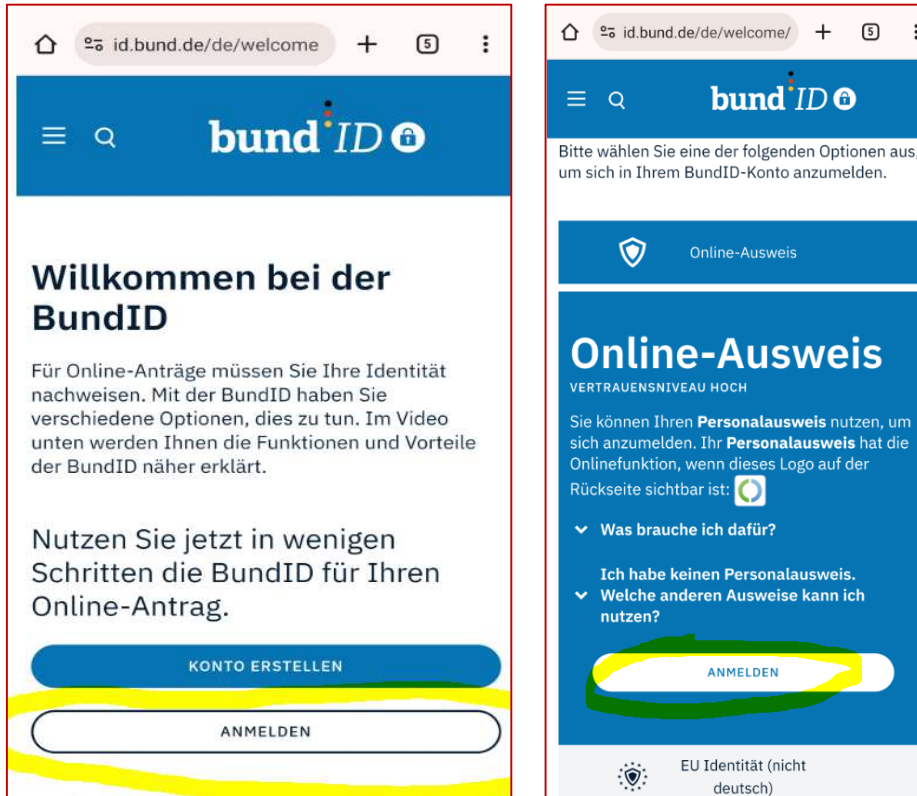 id.bund.de/de/welcome + 5
bund ID
Willkommen bei der
BundID
Für Online-Anträge müssen Sie Ihre Identität
nachweisen. Mit der BundID haben Sie
verschiedene Optionen, dies zu tun. Im Video
unten werden Ihnen die Funktionen und Vorteile
der BundID näher erklärt.
Nutzen Sie jetzt in wenigen
Schritten die BundID für Ihren
Online-Antrag.
KONTO ERSTELLEN
ANMELDEN
id.bund.de/de/welcome/ + 5
bund ID
Bitte wählen Sie eine der folgenden Optionen aus,
um sich in Ihrem BundID-Konto anzumelden.
Online-Ausweis
Online-Ausweis
VERTRAUENSNIVEAU HOCH
Sie können Ihren Personalausweis nutzen, um
sich anzumelden. Ihr Personalausweis hat die
Onlinefunktion, wenn dieses Logo auf der
Rückseite sichtbar ist:
Was brauche ich dafür?
Ich habe keinen Personalausweis.
Welche anderen Ausweise kann ich
nutzen?
ANMELDEN
EU Identität (nicht
deutsch)